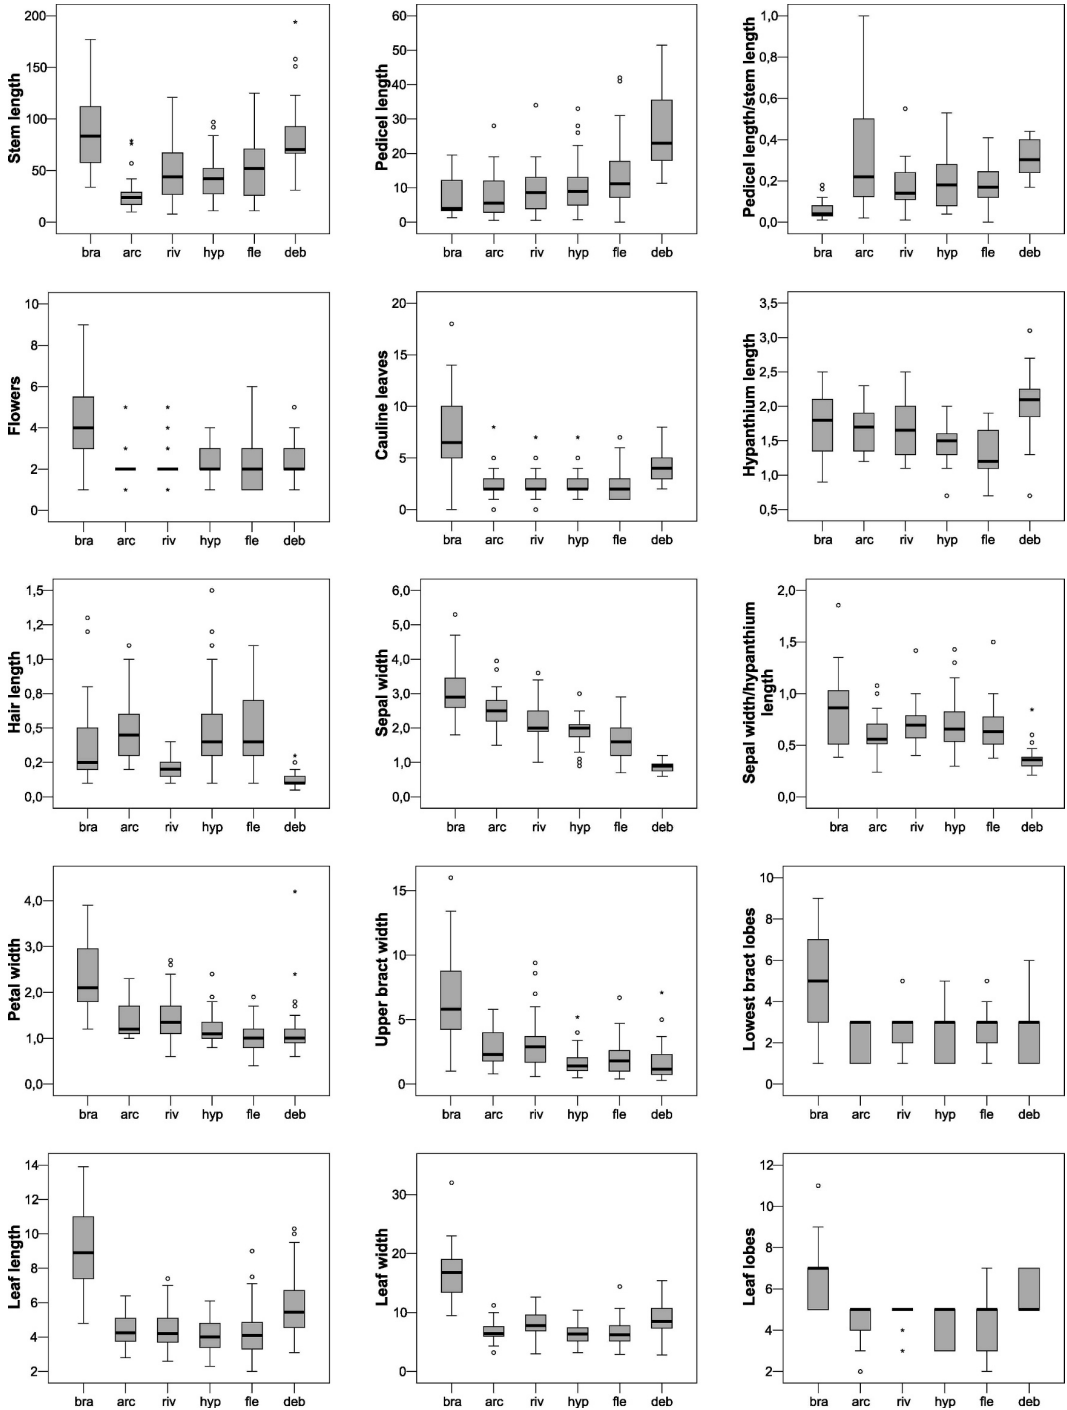 Stem length
200
150
100
50
0
bra arc riv hyp fle deb
Pedicel length
60
50
40
30
20
10
0
bra arc riv hyp fle deb
Pedicel length/stem length
1,0
0,8
0,6
0,4
0,2
0,0
bra arc riv hyp fle deb
Flowers
10
8
6
4
2
0
bra arc riv hyp fle deb
Cauline leaves
20
15
10
5
0
bra arc riv hyp fle deb
Hypanthium length
3,5
3,0
2,5
2,0
1,5
1,0
0,5
bra arc riv hyp fle deb
Hair length
1,5
1,2
1,0
0,8
0,5
0,2
0,0
bra arc riv hyp fle deb
Sepal width
6,0
5,0
4,0
3,0
2,0
1,0
0,0
bra arc riv hyp fle deb
Sepal width/hypanthium
length
2,0
1,5
1,0
0,5
0,0
bra arc riv hyp fle deb
Petal width
4,0
3,0
2,0
1,0
0,0
bra arc riv hyp fle deb
Upper bract width
15
10
5
0
bra arc riv hyp fle deb
Lowest bract lobes
10
8
6
4
2
0
bra arc riv hyp fle deb
Leaf length
14
12
10
8
6
4
2
bra arc riv hyp fle deb
Leaf width
30
20
10
0
bra arc riv hyp fle deb
Leaf lobes
12
10
8
6
4
2
bra arc riv hyp fle deb